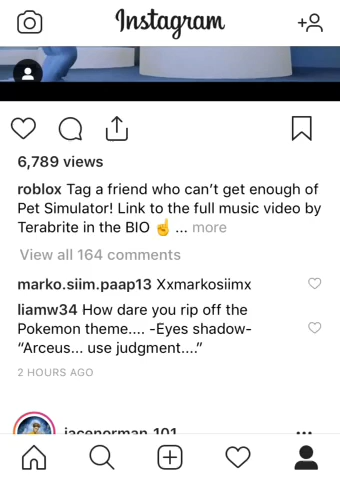 Instagram
6,789 views
roblox Tag a friend who can't get enough of
Pet Simulator! Link to the full music video by
Terabrite in the BIO ☝️... more
View all 164 comments
marko.siim.paap13 Xxmarkosiimx
liamw34 How dare you rip off the
Pokemon theme.... -Eyes shadow-
“Arceus... use judgment....”
2 HOURS AGO
jacenorman_101